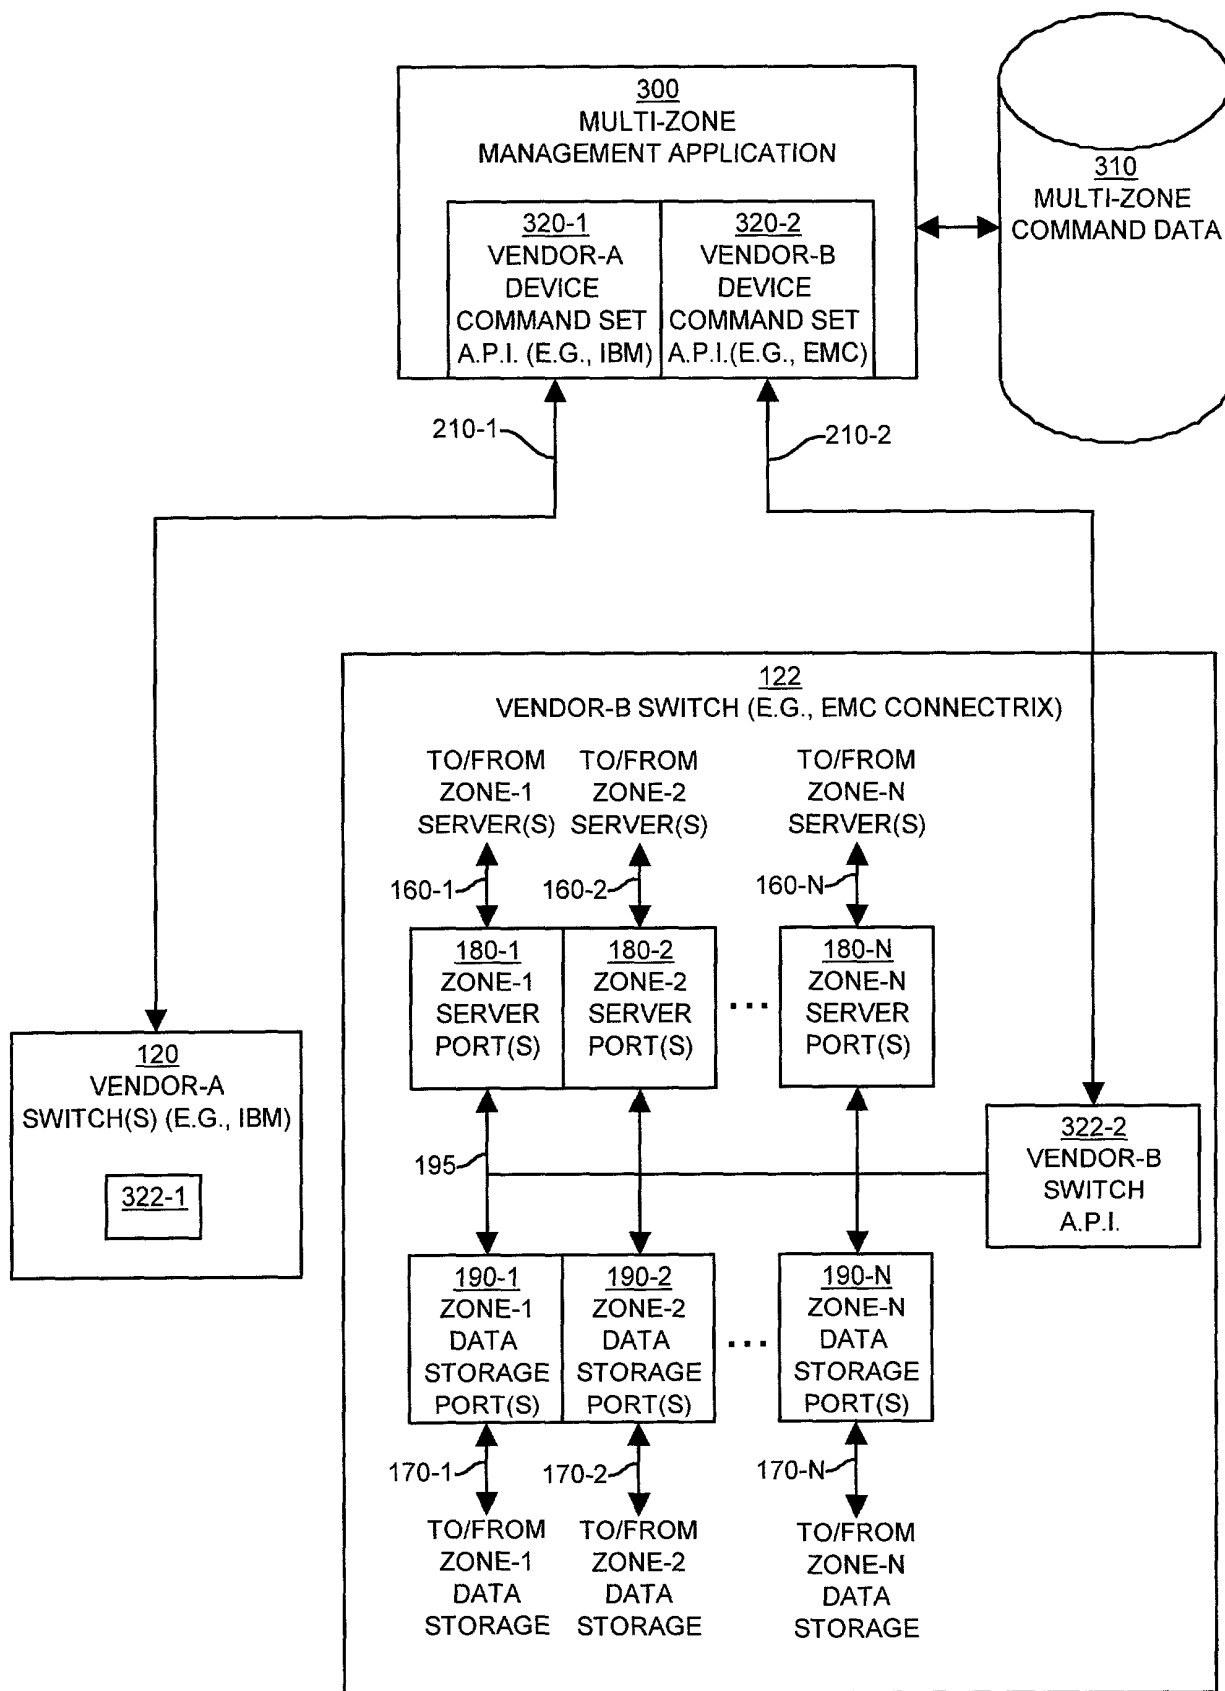 300
MULTI-ZONE
MANAGEMENT APPLICATION
310
MULTI-ZONE
COMMAND DATA
320-1
VENDOR-A
DEVICE
COMMAND SET
A.P.I. (E.G., IBM)
320-2
VENDOR-B
DEVICE
COMMAND SET
A.P.I.(E.G., EMC)
210-1
210-2
122
VENDOR-B SWITCH (E.G., EMC CONNECTRIX)
TO/FROM
ZONE-1
SERVER(S)
TO/FROM
ZONE-2
SERVER(S)
TO/FROM
ZONE-N
SERVER(S)
160-1
160-2
160-N
180-1
ZONE-1
SERVER
PORT(S)
180-2
ZONE-2
SERVER
PORT(S)
...
180-N
ZONE-N
SERVER
PORT(S)
120
VENDOR-A
SWITCH(S) (E.G., IBM)
322-1
195
322-2
VENDOR-B
SWITCH
A.P.I.
190-1
ZONE-1
DATA
STORAGE
PORT(S)
190-2
ZONE-2
DATA
STORAGE
PORT(S)
...
190-N
ZONE-N
DATA
STORAGE
PORT(S)
170-1
170-2
170-N
TO/FROM
ZONE-1
DATA
STORAGE
TO/FROM
ZONE-2
DATA
STORAGE
TO/FROM
ZONE-N
DATA
STORAGE